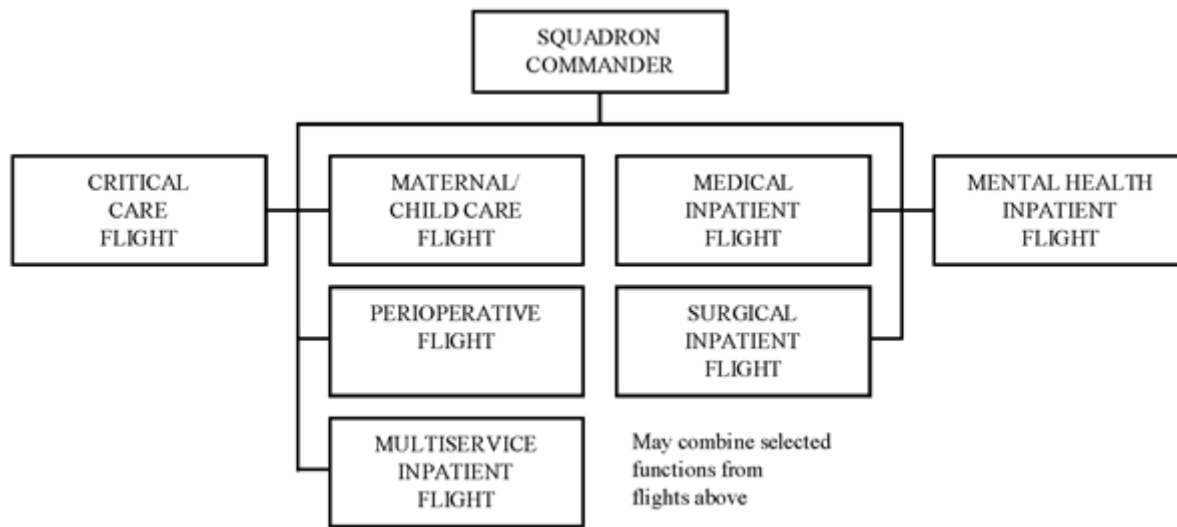 SQUADRON
COMMANDER
CRITICAL
CARE
FLIGHT
MATERNAL/
CHILD CARE
FLIGHT
MEDICAL
INPATIENT
FLIGHT
MENTAL HEALTH
INPATIENT
FLIGHT
PERIOPERATIVE
FLIGHT
SURGICAL
INPATIENT
FLIGHT
MULTISERVICE
INPATIENT
FLIGHT
May combine selected
functions from
flights above